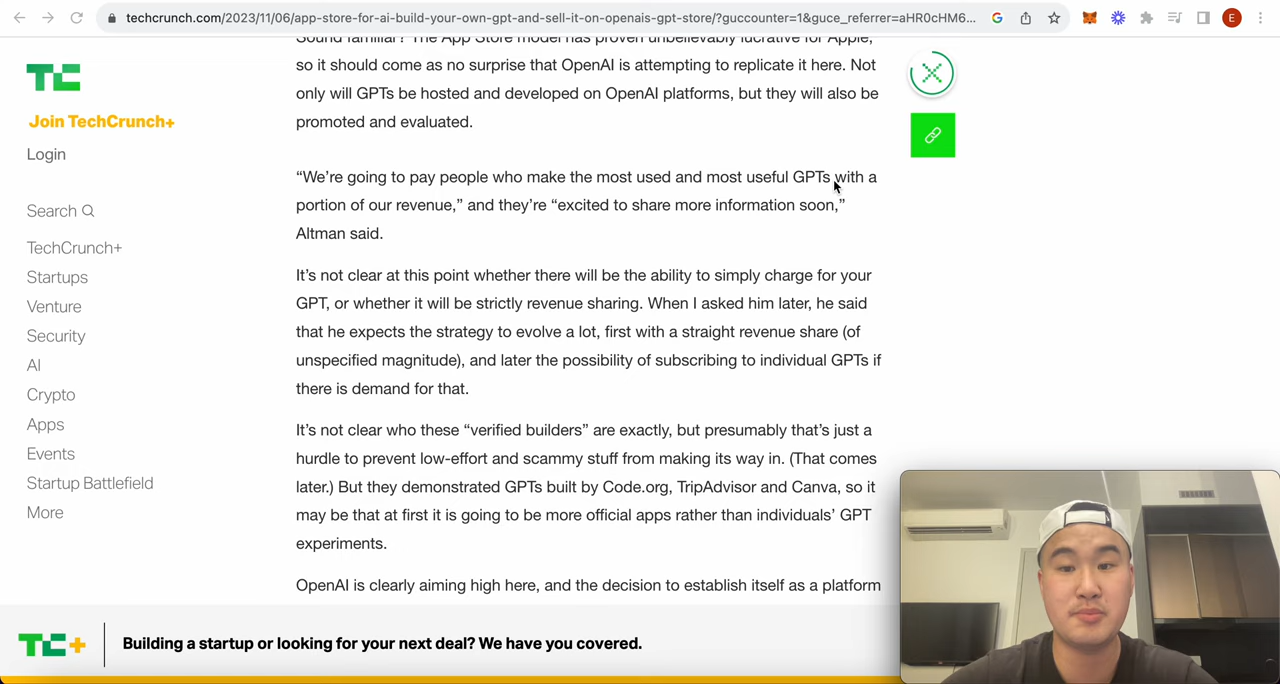 techcrunch.com/2023/11/06/app-store-for-ai-build-your-own-gpt-and-sell-it-on-openais-gpt-store/?guccounter=1&guce_referrer=aHR0cHM6...
E
TC
Join TechCrunch+
Login
Search
TechCrunch+
Startups
Venture
Security
AI
Crypto
Apps
Events
Startup Battlefield
More
Sound familiar? The App Store model has proven unbelievably lucrative for Apple,
so it should come as no surprise that OpenAI is attempting to replicate it here. Not
only will GPTs be hosted and developed on OpenAI platforms, but they will also be
promoted and evaluated.
“We’re going to pay people who make the most used and most useful GPTs with a
portion of our revenue,” and they’re “excited to share more information soon,”
Altman said.
It’s not clear at this point whether there will be the ability to simply charge for your
GPT, or whether it will be strictly revenue sharing. When I asked him later, he said
that he expects the strategy to evolve a lot, first with a straight revenue share (of
unspecified magnitude), and later the possibility of subscribing to individual GPTs if
there is demand for that.
It’s not clear who these “verified builders” are exactly, but presumably that’s just a
hurdle to prevent low-effort and scammy stuff from making its way in. (That comes
later.) But they demonstrated GPTs built by Code.org, TripAdvisor and Canva, so it
may be that at first it is going to be more official apps rather than individuals’ GPT
experiments.
OpenAI is clearly aiming high here, and the decision to establish itself as a platform
TC+
Building a startup or looking for your next deal? We have you covered.